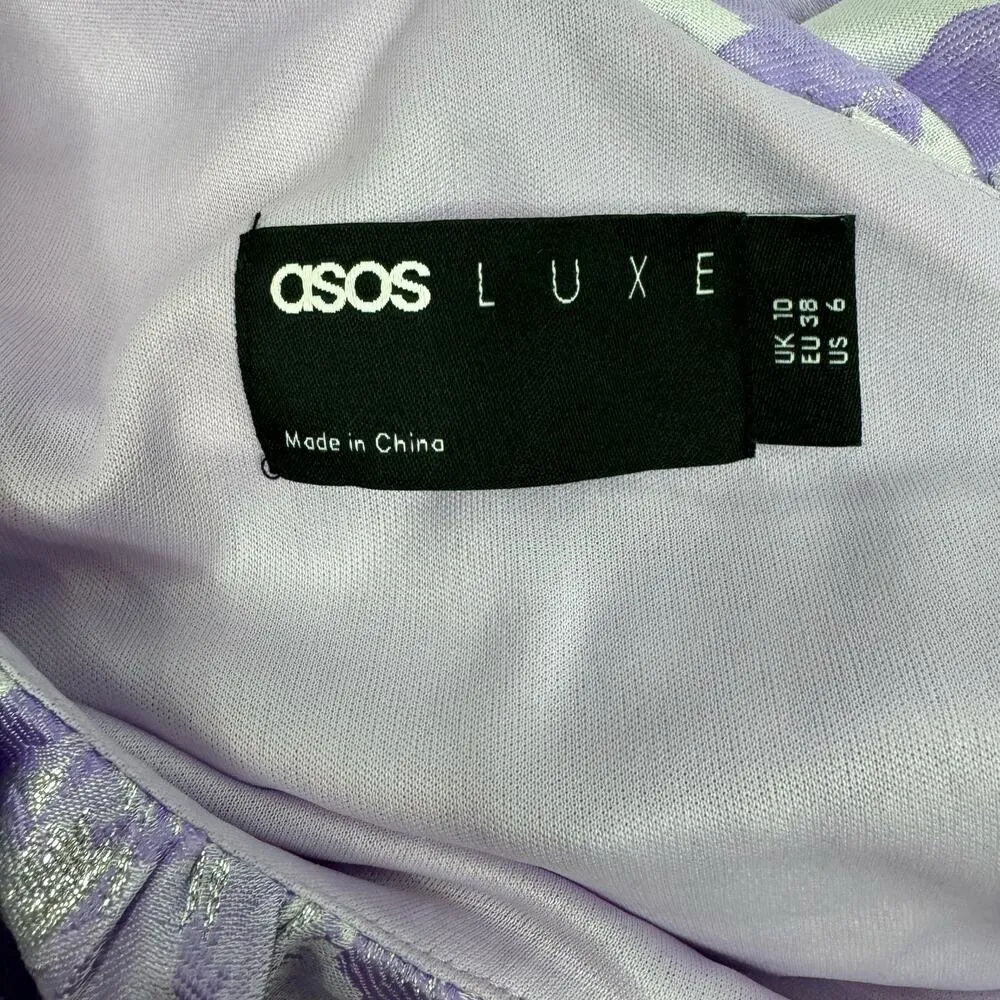 asos LUXE
Made in China
UK 10
EU 38
US 6